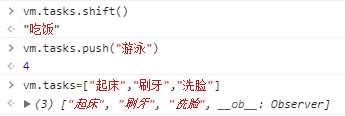 > vm.tasks.shift()
< "吃饭"
> vm.tasks.push("游泳")
< 4
> vm.tasks=["起床","刷牙","洗脸"]
< ▶ (3) ["起床", "刷牙", "洗脸", __ob__: Observer]